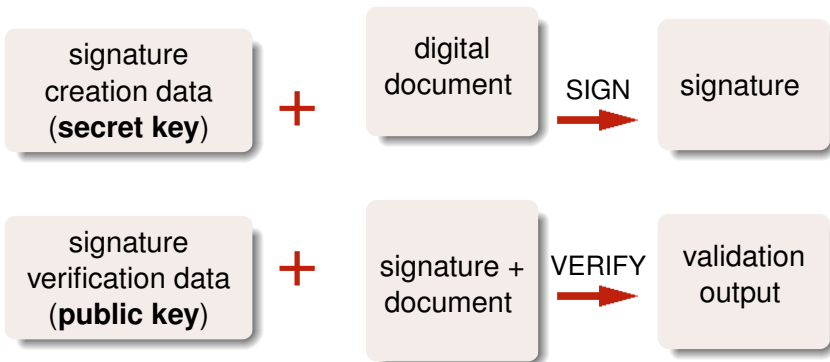 signature
creation data
(secret key)
+
digital
document
SIGN
signature
signature
verification data
(public key)
+
signature +
document
VERIFY
validation
output